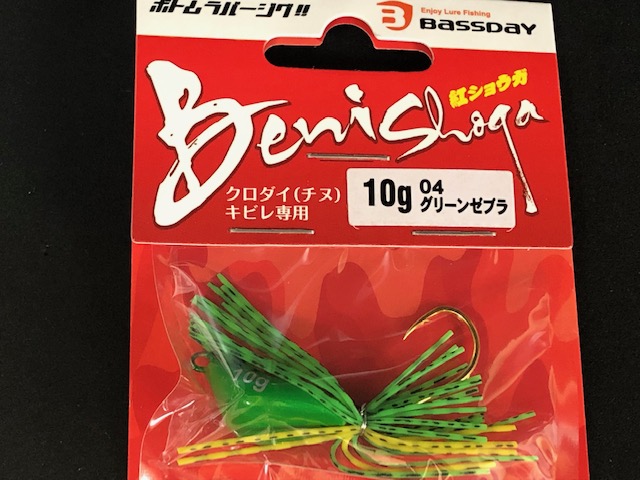 ボトムラバージグ!!
Enjoy Lure Fishing
BASSDAY
紅ショウガ
BeniShoga
クロダイ(チヌ)
キビレ専用
10g
04
グリーンゼブラ
10g